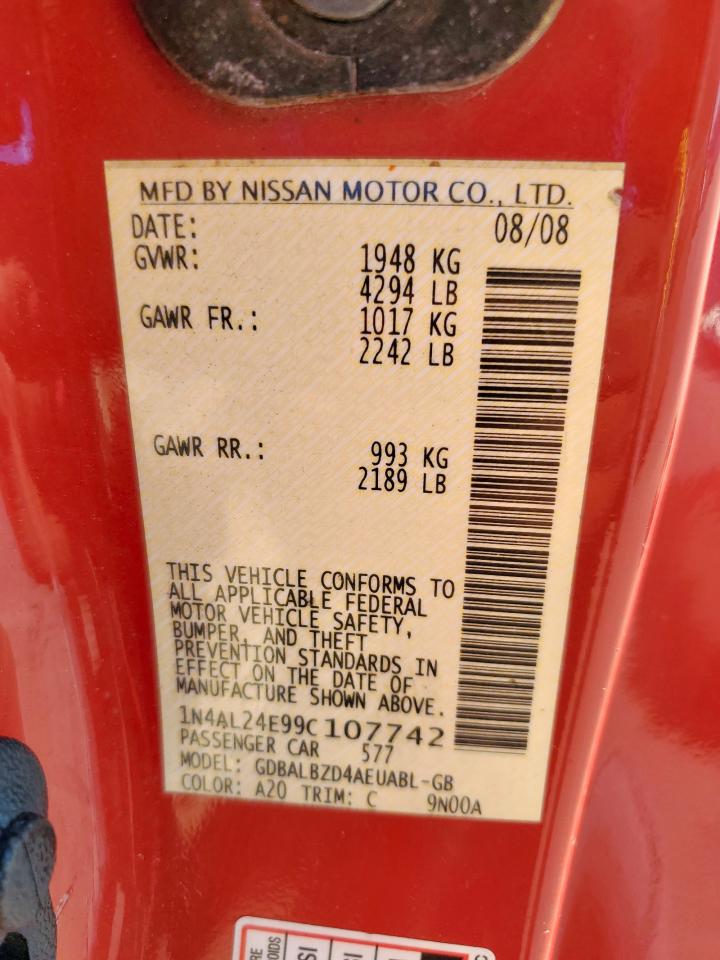 MFD BY NISSAN MOTOR CO., LTD.
DATE: 08/08
GVWR: 1948 KG
4294 LB
GAWR FR.: 1017 KG
2242 LB
GAWR RR.: 993 KG
2189 LB
THIS VEHICLE CONFORMS TO
ALL APPLICABLE FEDERAL
MOTOR VEHICLE SAFETY,
BUMPER, AND THEFT
PREVENTION STANDARDS IN
EFFECT ON THE DATE OF
MANUFACTURE SHOWN ABOVE.
1N4AL24E99C107742
PASSENGER CAR 577
MODEL: GDBALBZD4AEUABL-GB
COLOR: A20 TRIM: C 9N00A